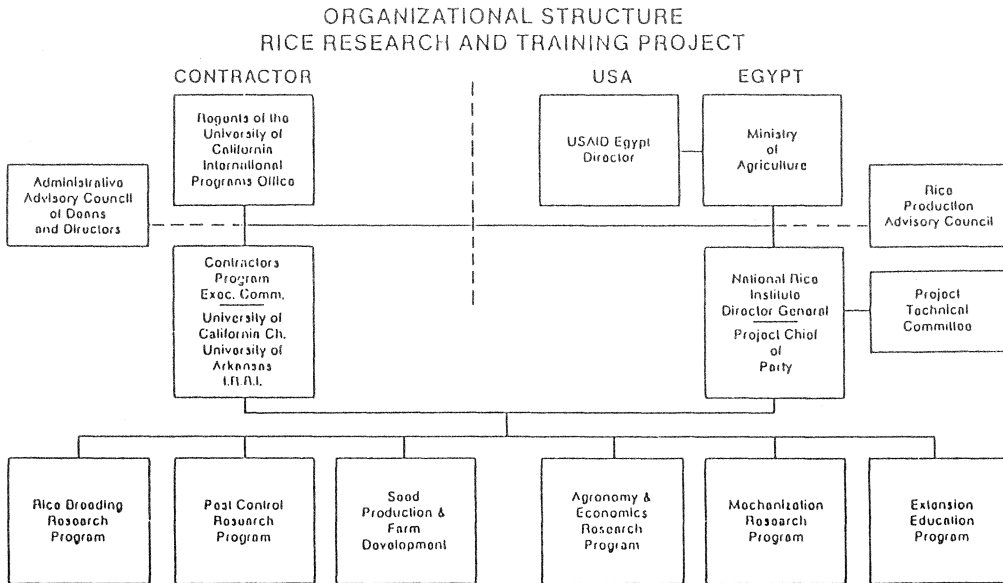 ORGANIZATIONAL STRUCTURE
RICE RESEARCH AND TRAINING PROJECT
CONTRACTOR
USA
EGYPT
Regents of the
University of
California
International
Programs Office
USAID Egypt
Director
Ministry
of
Agriculture
Administrative
Advisory Council
of Deans
and Directors
Rice
Production
Advisory Council
Contractors
Program
Exec. Comm.
University of
California Ch.
University of
Arkansas
I.R.R.I.
National Rice
Institute
Director General
Project Chief
of
Party
Project
Technical
Committee
Rice Breeding
Research
Program
Pest Control
Research
Program
Seed
Production &
Farm
Development
Agronomy &
Economics
Research
Program
Mechanization
Research
Program
Extension
Education
Program